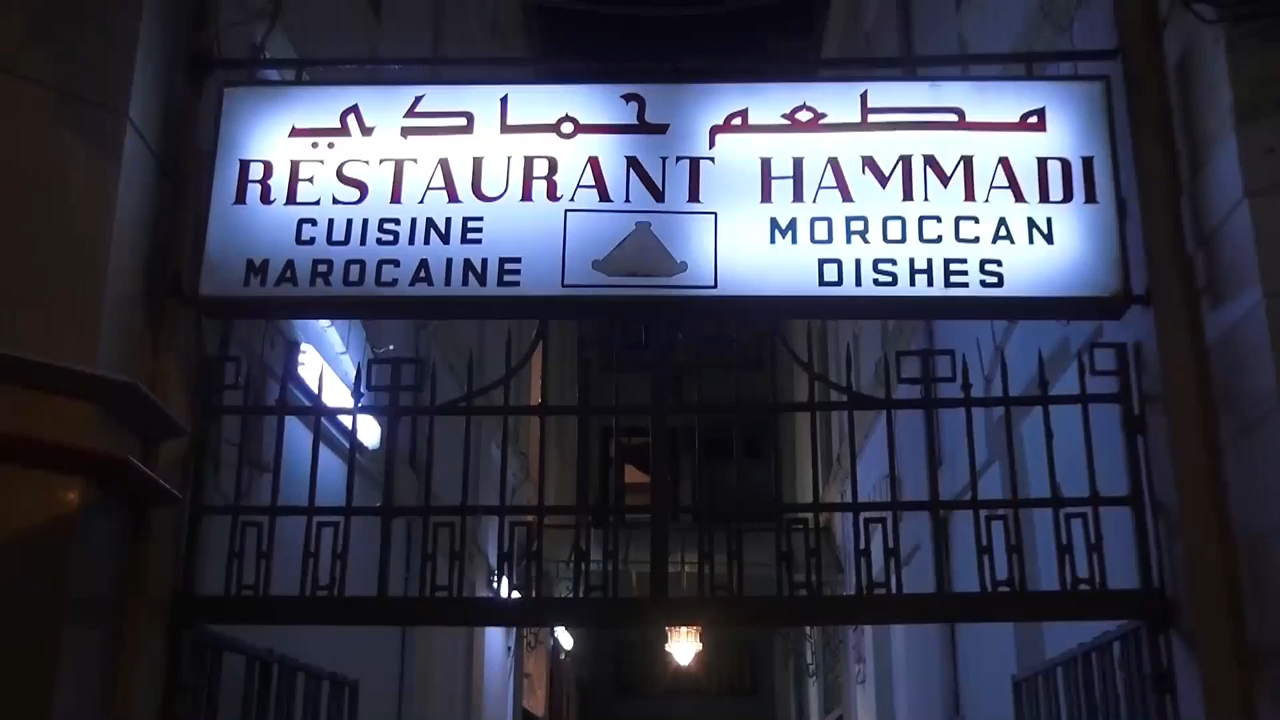 مطعم حمادي
RESTAURANT HAMMADI
CUISINE
MAROCAINE
MOROCCAN
DISHES